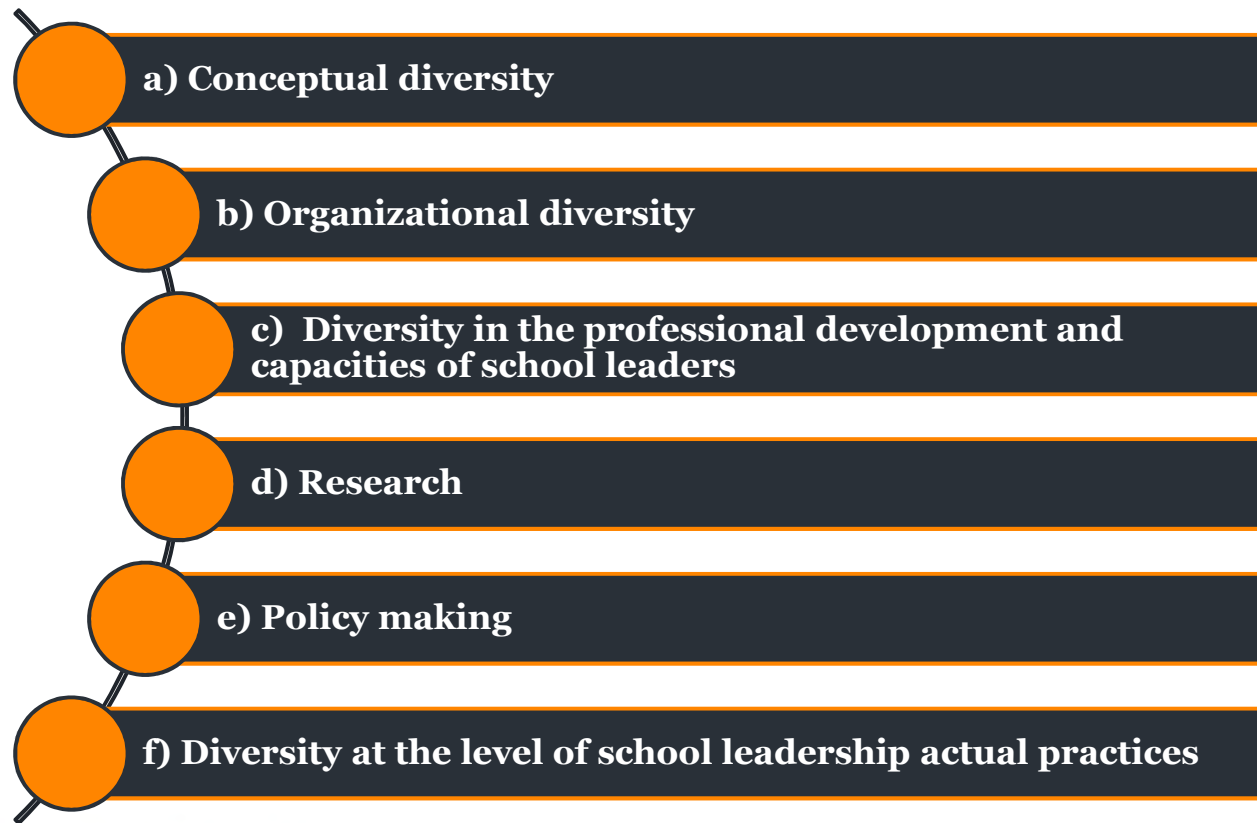 a) Conceptual diversity
b) Organizational diversity
c)  Diversity in the professional development and
capacities of school leaders
d) Research
e) Policy making
f) Diversity at the level of school leadership actual practices